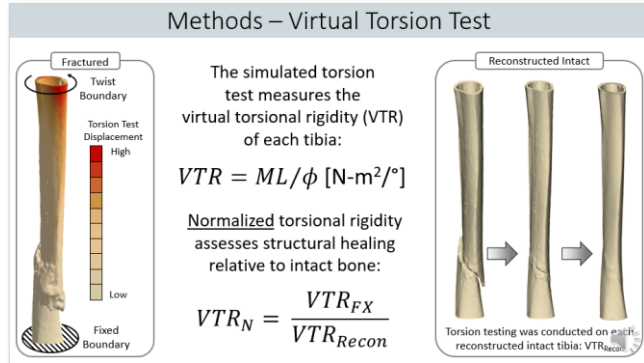 Methods – Virtual Torsion Test
Fractured
Twist
Boundary
Torsion Test
Displacement
High
Low
Fixed
Boundary
The simulated torsion
test measures the
virtual torsional rigidity (VTR)
of each tibia:
VTR = ML/ϕ [N-m²/°]
Normalized torsional rigidity
assesses structural healing
relative to intact bone:
VTR_N = VTR_FX / VTR_Recon
Reconstructed Intact
Torsion testing was conducted on each
reconstructed intact tibia: VTR_Recon